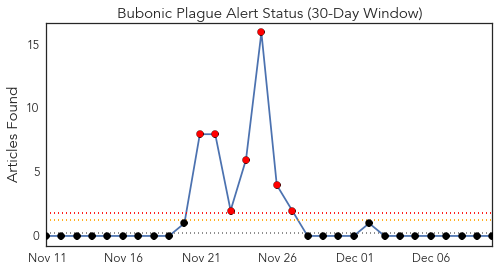 Bubonic Plague Alert Status (30-Day Window)
Articles Found
15
10
5
0
Nov 11 Nov 16 Nov 21 Nov 26 Dec 01 Dec 06